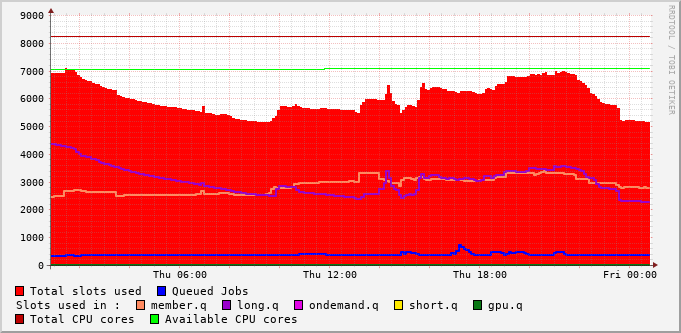 9000
8000
7000
6000
5000
4000
3000
2000
1000
0
Thu 06:00 Thu 12:00 Thu 18:00 Fri 00:00
RRDTOOL / TOBI OETIKER
Total slots used Queued Jobs
Slots used in : member.q long.q ondemand.q short.q gpu.q
Total CPU cores Available CPU cores